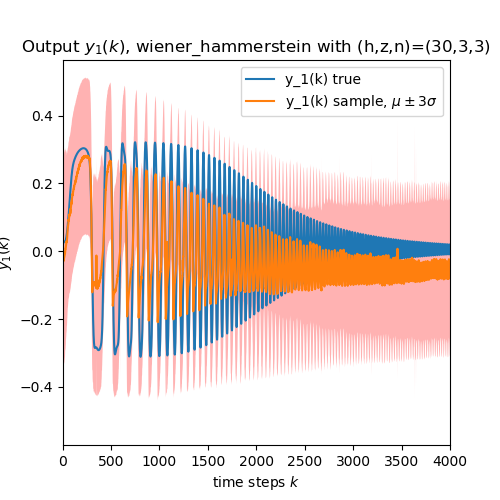 Output y₁(k), wiener_hammerstein with (h,z,n)=(30,3,3)
y_1(k) true
y_1(k) sample, μ ± 3σ
y₁(k)
0.4
0.2
0.0
−0.2
−0.4
0 500 1000 1500 2000 2500 3000 3500 4000
time steps k